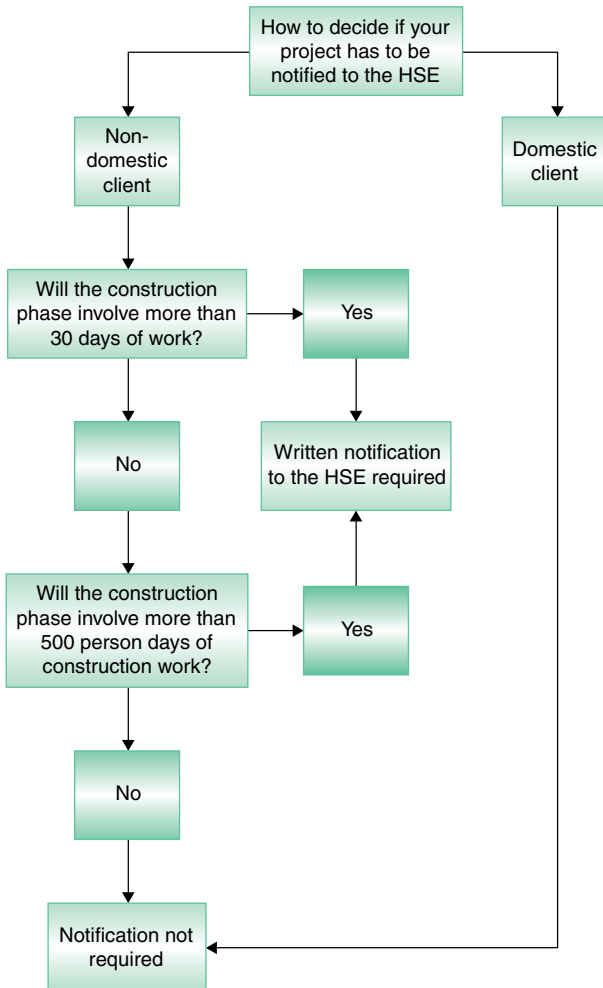 How to decide if your
project has to be
notified to the HSE
Non-
domestic
client
Domestic
client
Will the construction
phase involve more than
30 days of work?
Yes
No
Written notification
to the HSE required
Will the construction
phase involve more than
500 person days of
construction work?
Yes
No
Notification not
required